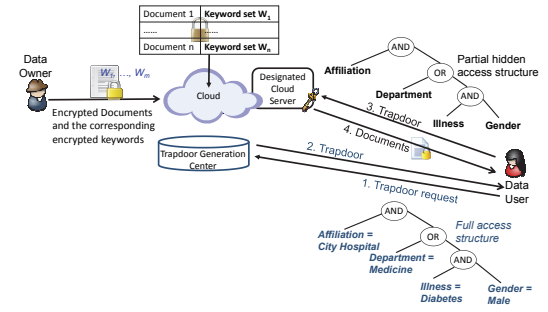 Document 1 Keyword set W1
...... ......
Document n Keyword set Wn
Data
Owner
W1, ..., Wm
Encrypted Documents
and the corresponding
encrypted keywords
Cloud
Designated
Cloud
Server
AND
Affiliation
OR
Department
AND
Illness
Gender
Partial hidden
access structure
3. Trapdoor
4. Documents
2. Trapdoor
1. Trapdoor request
Trapdoor Generation
Center
Data
User
AND
Affiliation =
City Hospital
OR
Full access
structure
Department =
Medicine
AND
Illness =
Diabetes
Gender =
Male